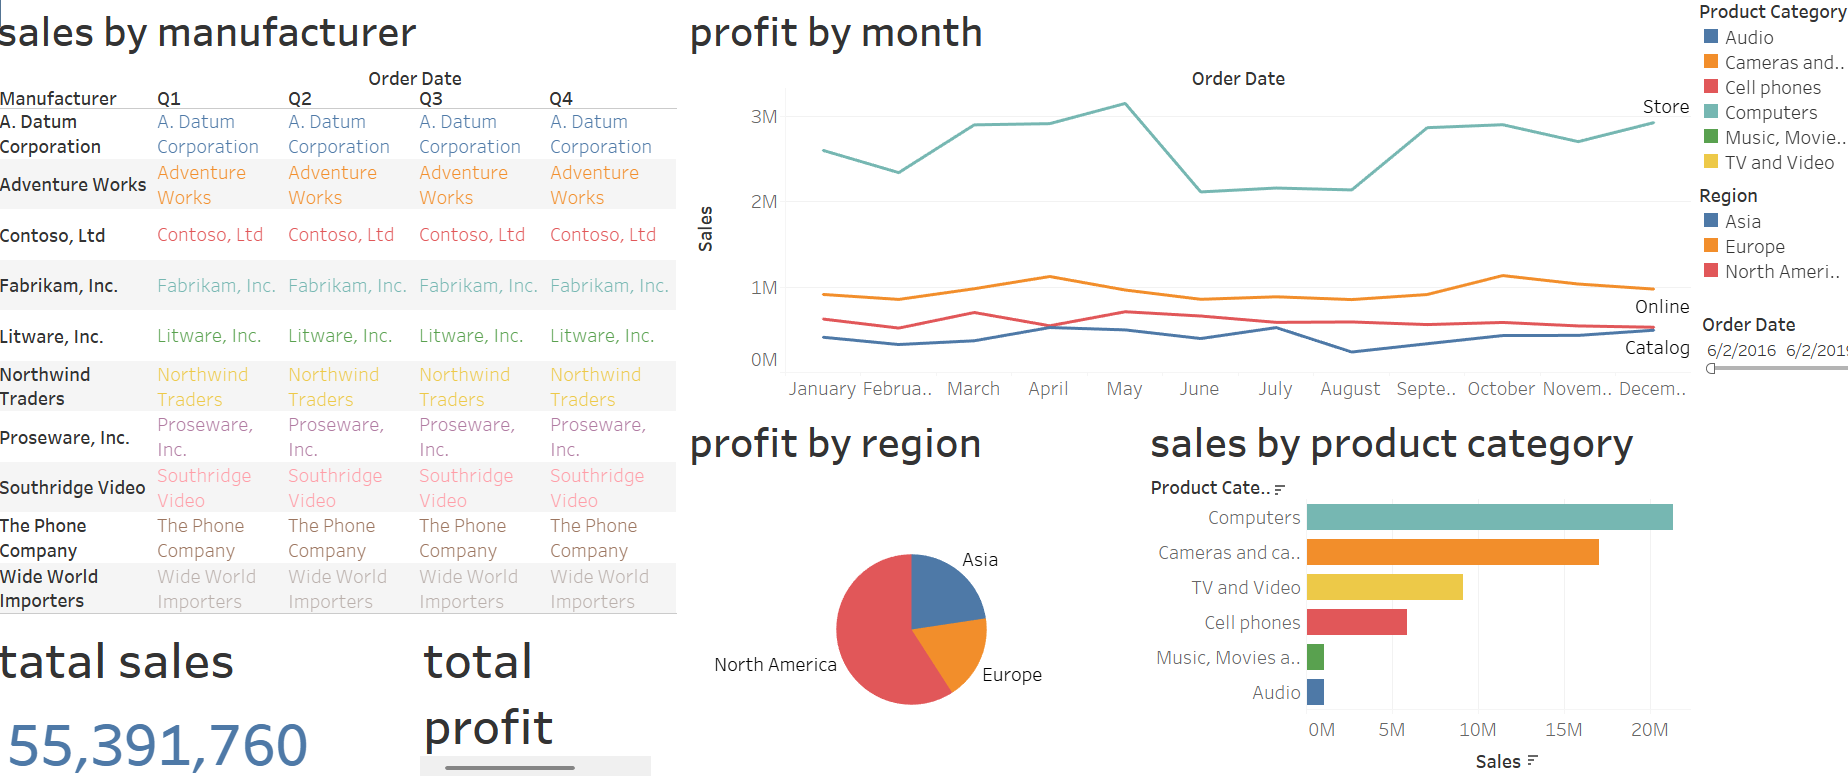 sales by manufacturer
Order Date
Manufacturer Q1 Q2 Q3 Q4
A. Datum A. Datum A. Datum A. Datum A. Datum
Corporation Corporation Corporation Corporation Corporation
Adventure Works Adventure Adventure Adventure Adventure
Works Works Works Works
Contoso, Ltd Contoso, Ltd Contoso, Ltd Contoso, Ltd Contoso, Ltd
Fabrikam, Inc. Fabrikam, Inc. Fabrikam, Inc. Fabrikam, Inc. Fabrikam, Inc.
Litware, Inc. Litware, Inc. Litware, Inc. Litware, Inc. Litware, Inc.
Northwind Northwind Northwind Northwind Northwind
Traders Traders Traders Traders Traders
Proseware, Inc. Proseware, Proseware, Proseware, Proseware,
Inc. Inc. Inc. Inc.
Southridge Video Southridge Southridge Southridge Southridge
Video Video Video Video
The Phone The Phone The Phone The Phone The Phone
Company Company Company Company Company
Wide World Wide World Wide World Wide World Wide World
Importers Importers Importers Importers Importers
tatal sales
55,391,760
total
profit
profit by month
Order Date
Sales
3M
2M
1M
0M
Store
Online
Catalog
January Februa.. March April May June July August Septe.. October Novem.. Decem..
profit by region
Asia
North America
Europe
sales by product category
Product Cate..
Computers
Cameras and ca..
TV and Video
Cell phones
Music, Movies a..
Audio
0M 5M 10M 15M 20M
Sales
Product Category
Audio
Cameras and..
Cell phones
Computers
Music, Movie..
TV and Video
Region
Asia
Europe
North Ameri..
Order Date
6/2/2016 6/2/2019